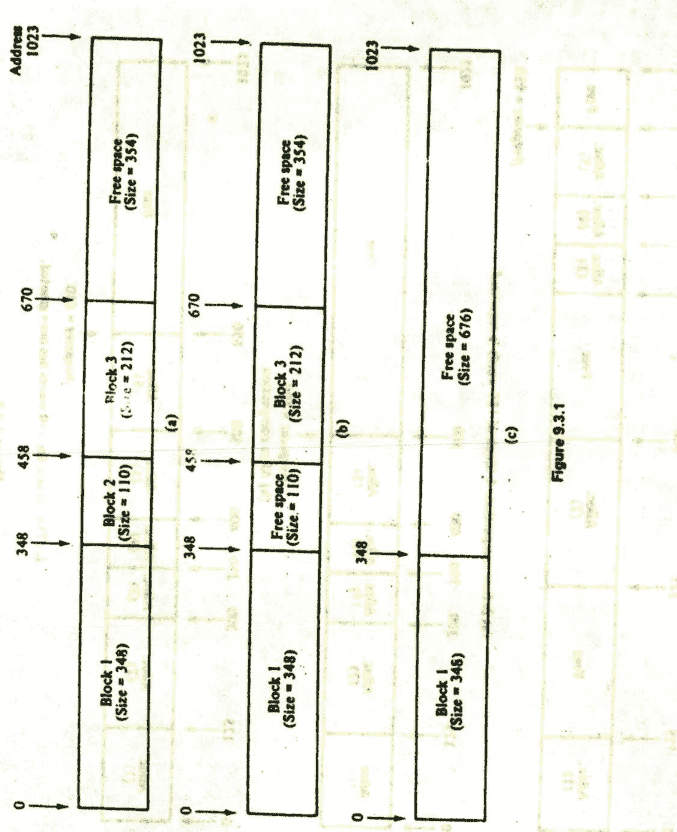 Address
0
348
458
670
1023
Block 1
(Size = 348)
Block 2
(Size = 110)
Block 3
= 212)
Free space
(Size = 354)
(a)
0
348
458
670
1023
Block 1
(Size = 348)
Free space
(Size = 110)
Block 3
(Size = 212)
Free space
(Size = 354)
(b)
0
348
1023
Block 1
(Size = 348)
Free space
(Size = 676)
(c)
Figure 9.3.1